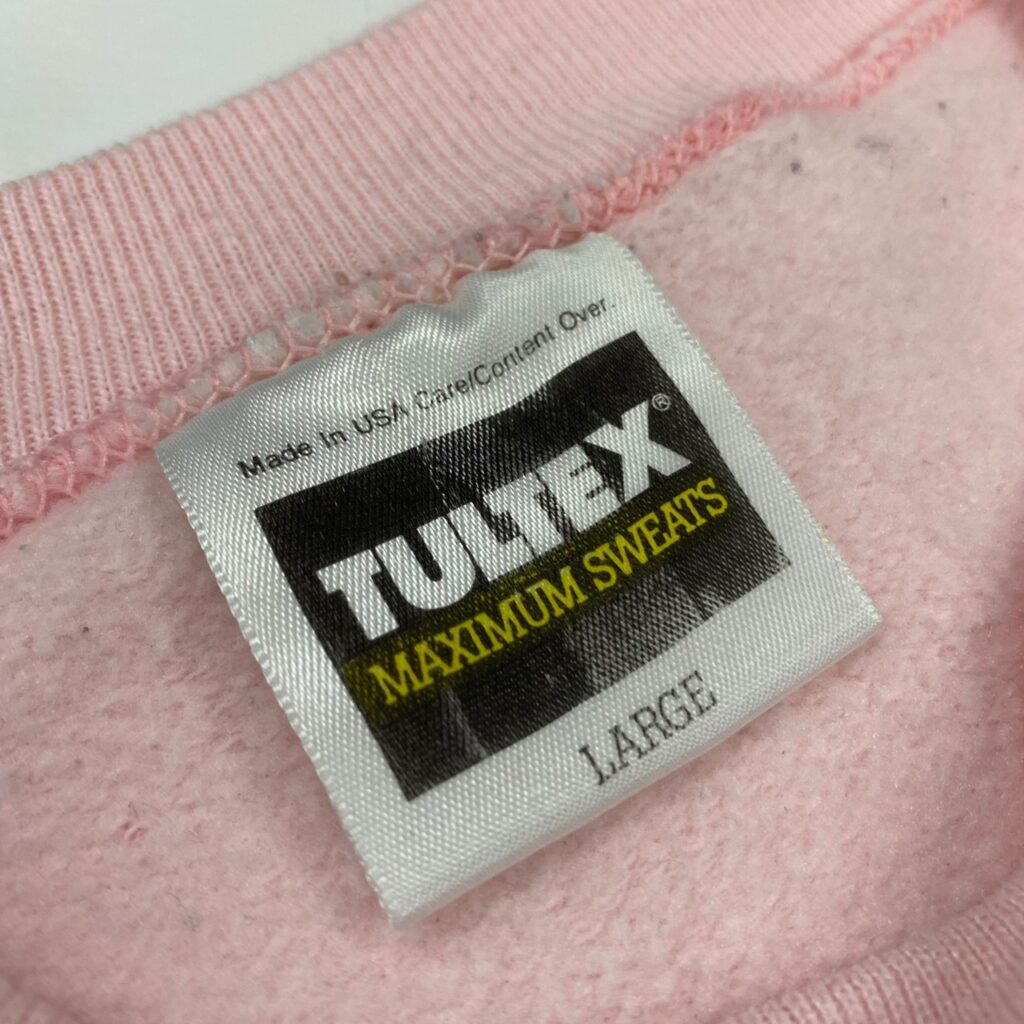 Made In USA Care/Content Over.
TULTEX®
MAXIMUM SWEATS
LARGE